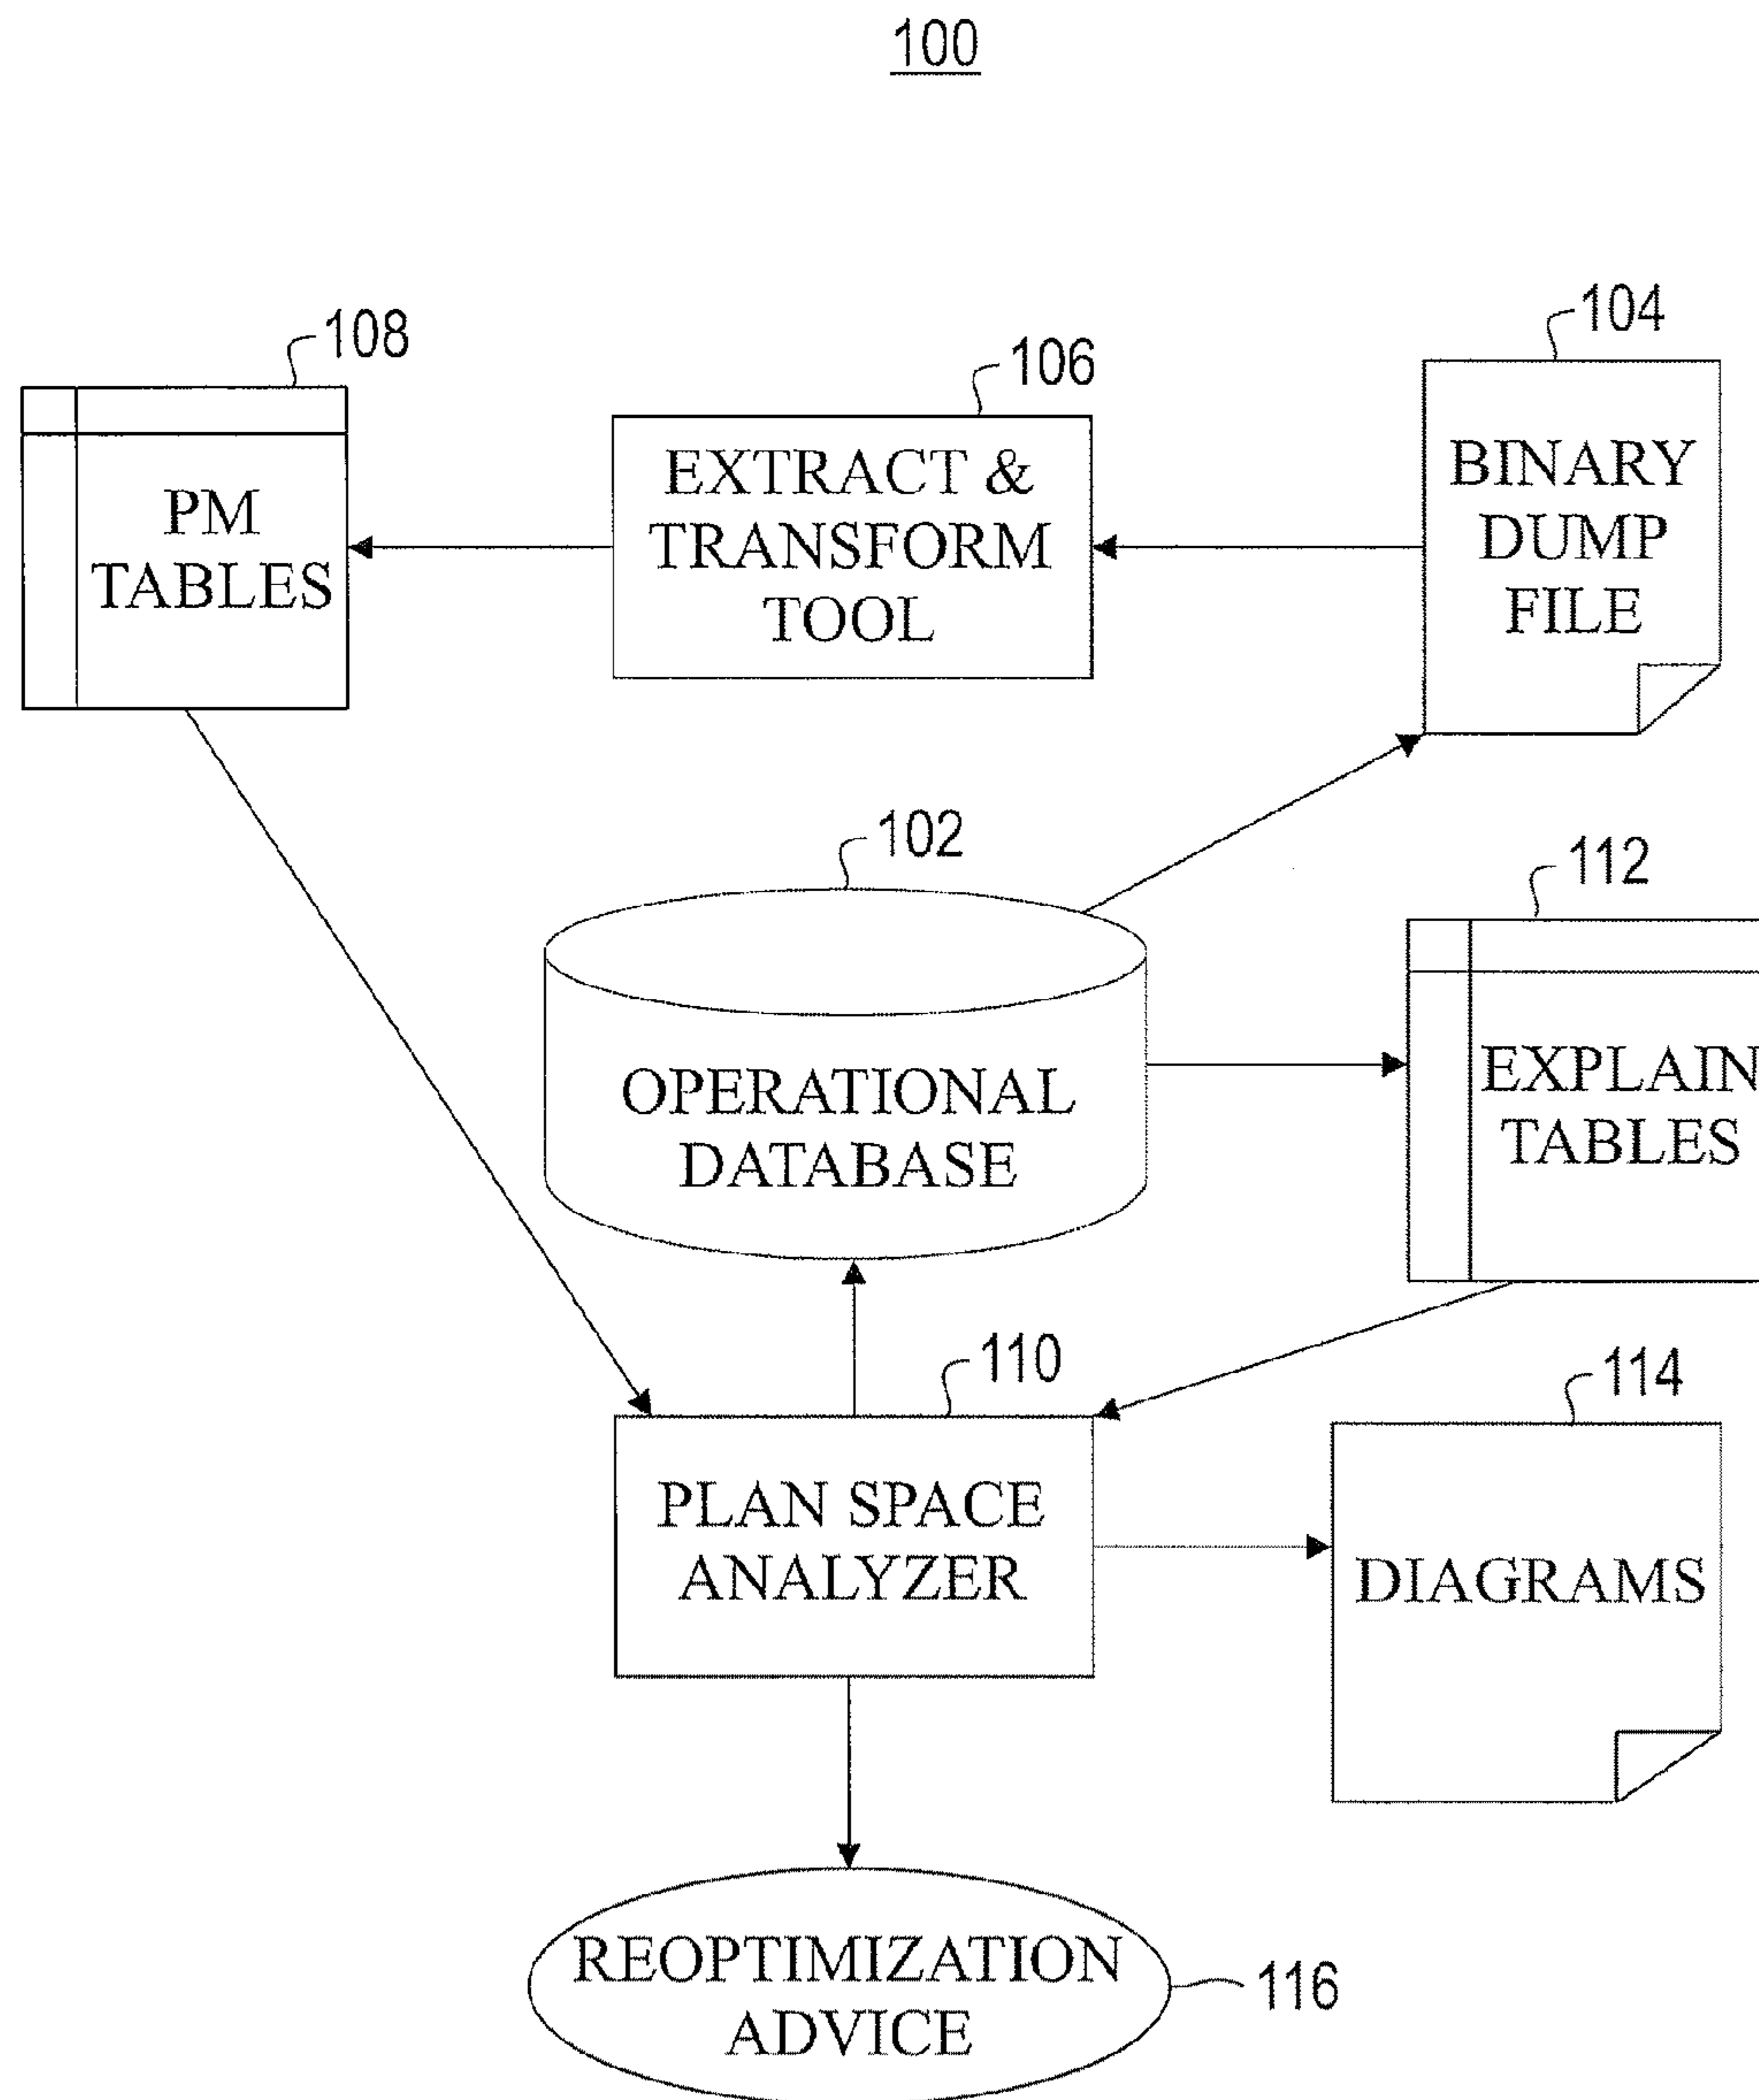 100
108
106
104
PM
TABLES
EXTRACT &
TRANSFORM
TOOL
BINARY
DUMP
FILE
102
112
OPERATIONAL
DATABASE
EXPLAIN
TABLES
110
114
PLAN SPACE
ANALYZER
DIAGRAMS
REOPTIMIZATION
ADVICE
116